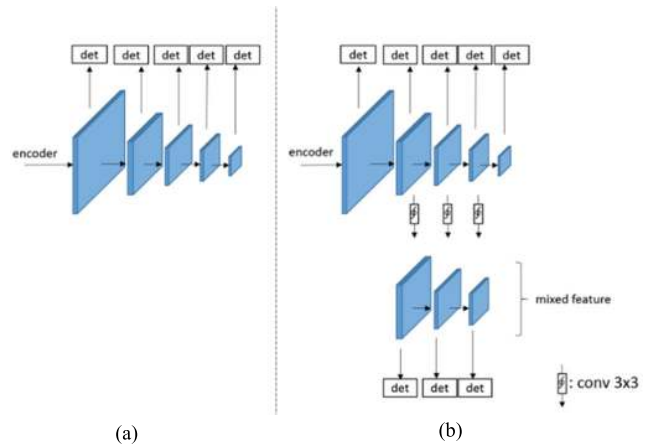 det det det det det
encoder
(a)
det det det det det
encoder
mixed feature
det det det
: conv 3x3
(b)